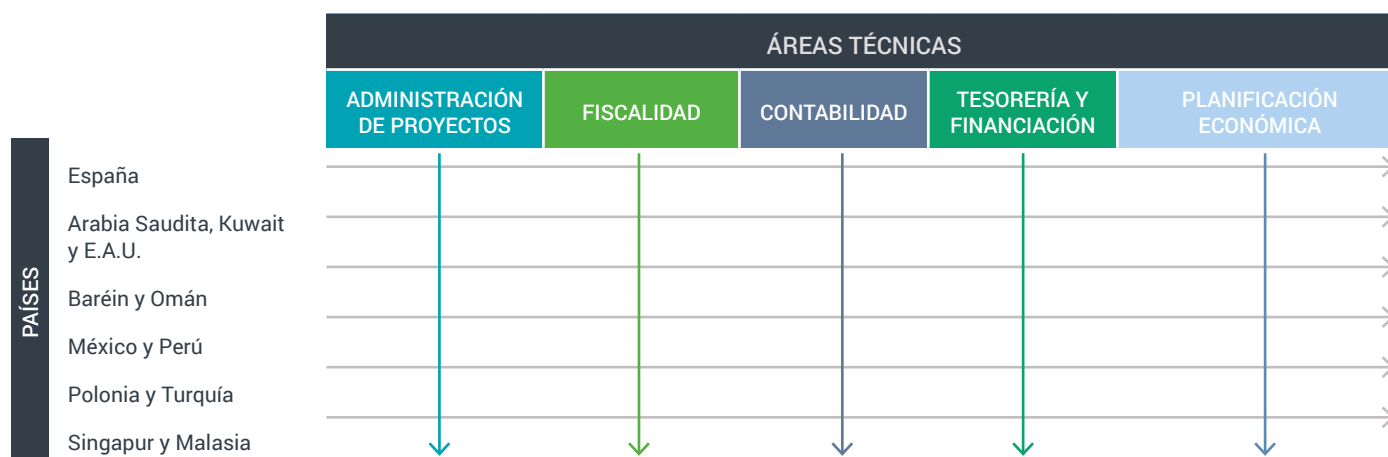 ÁREAS TÉCNICAS
ADMINISTRACIÓN
DE PROYECTOS
FISCALIDAD
CONTABILIDAD
TESORERÍA Y
FINANCIACIÓN
PLANIFICACIÓN
ECONÓMICA
PAÍSES
España
Arabia Saudita, Kuwait
y E.A.U.
Baréin y Omán
México y Perú
Polonia y Turquía
Singapur y Malasia